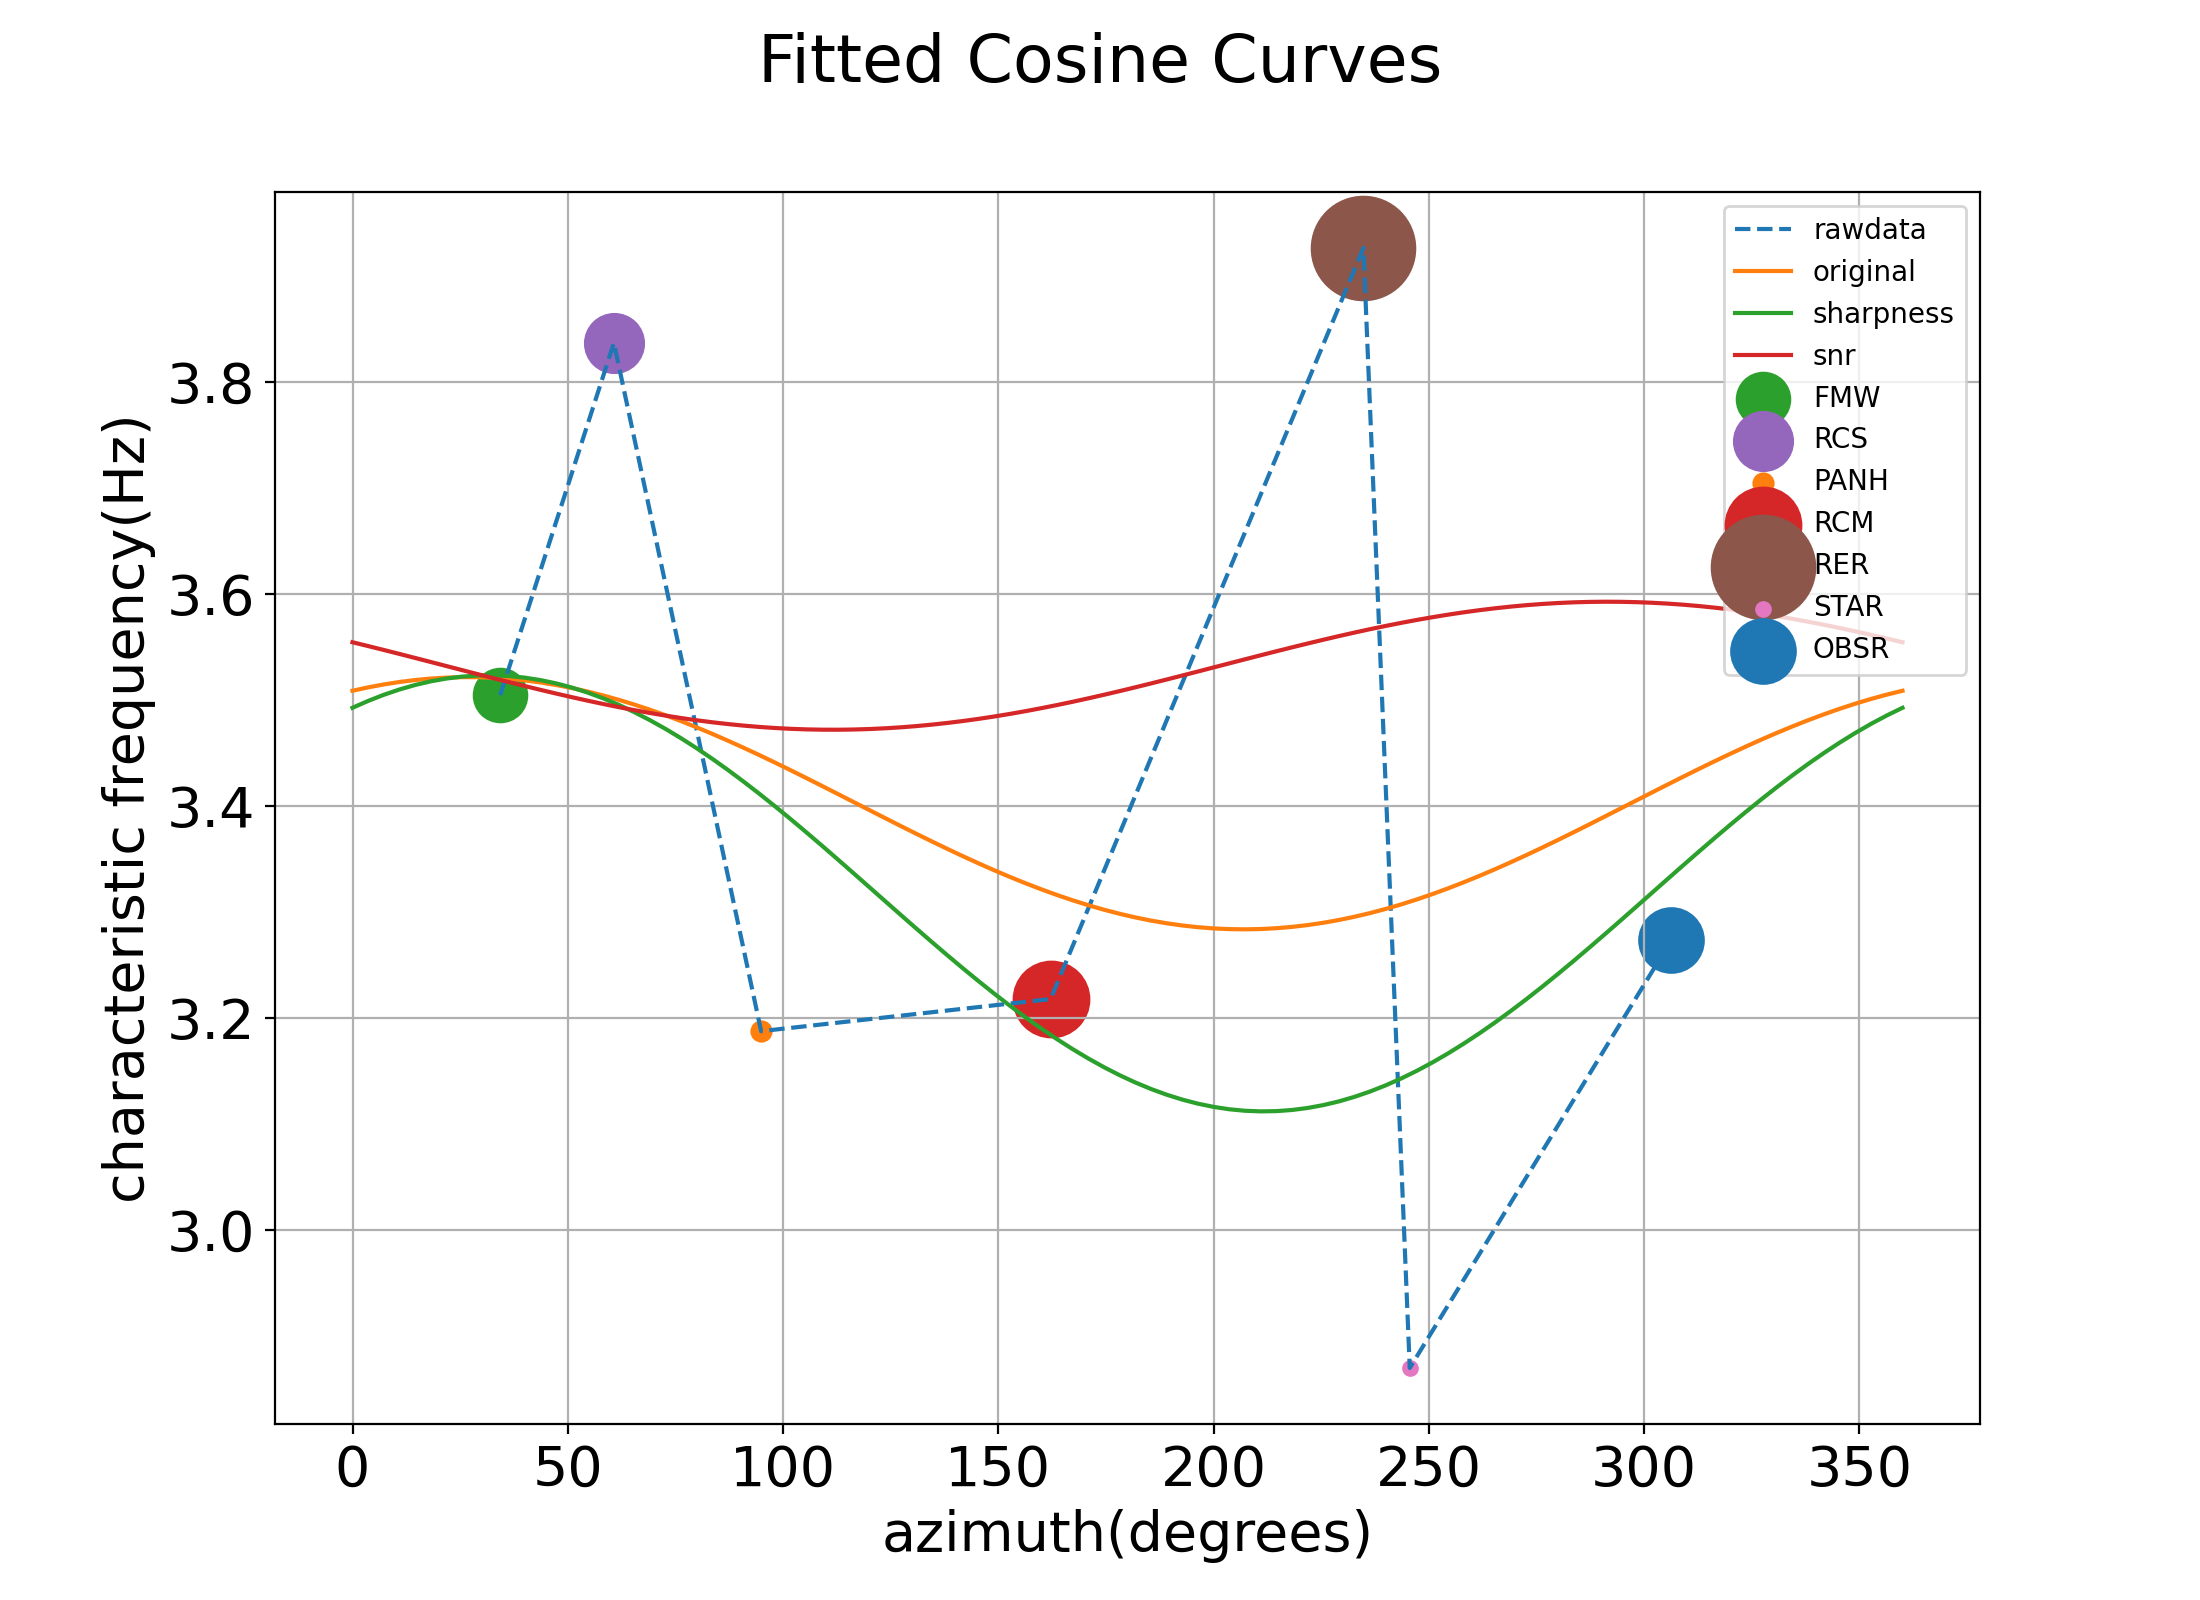 Fitted Cosine Curves
rawdata
original
sharpness
snr
FMW
RCS
PANH
RCM
RER
STAR
OBSR
characteristic frequency(Hz)
3.8
3.6
3.4
3.2
3.0
0 50 100 150 200 250 300 350
azimuth(degrees)